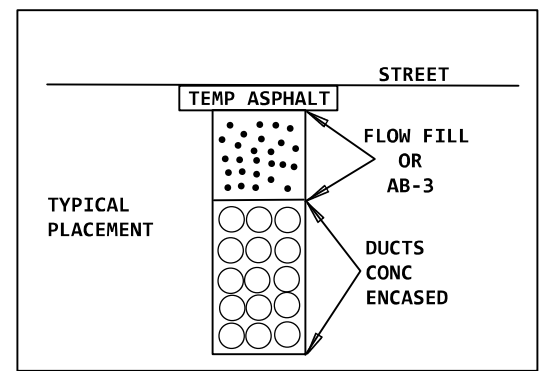 STREET
TEMP ASPHALT
FLOW FILL
OR
AB-3
TYPICAL
PLACEMENT
DUCTS
CONC
ENCASED